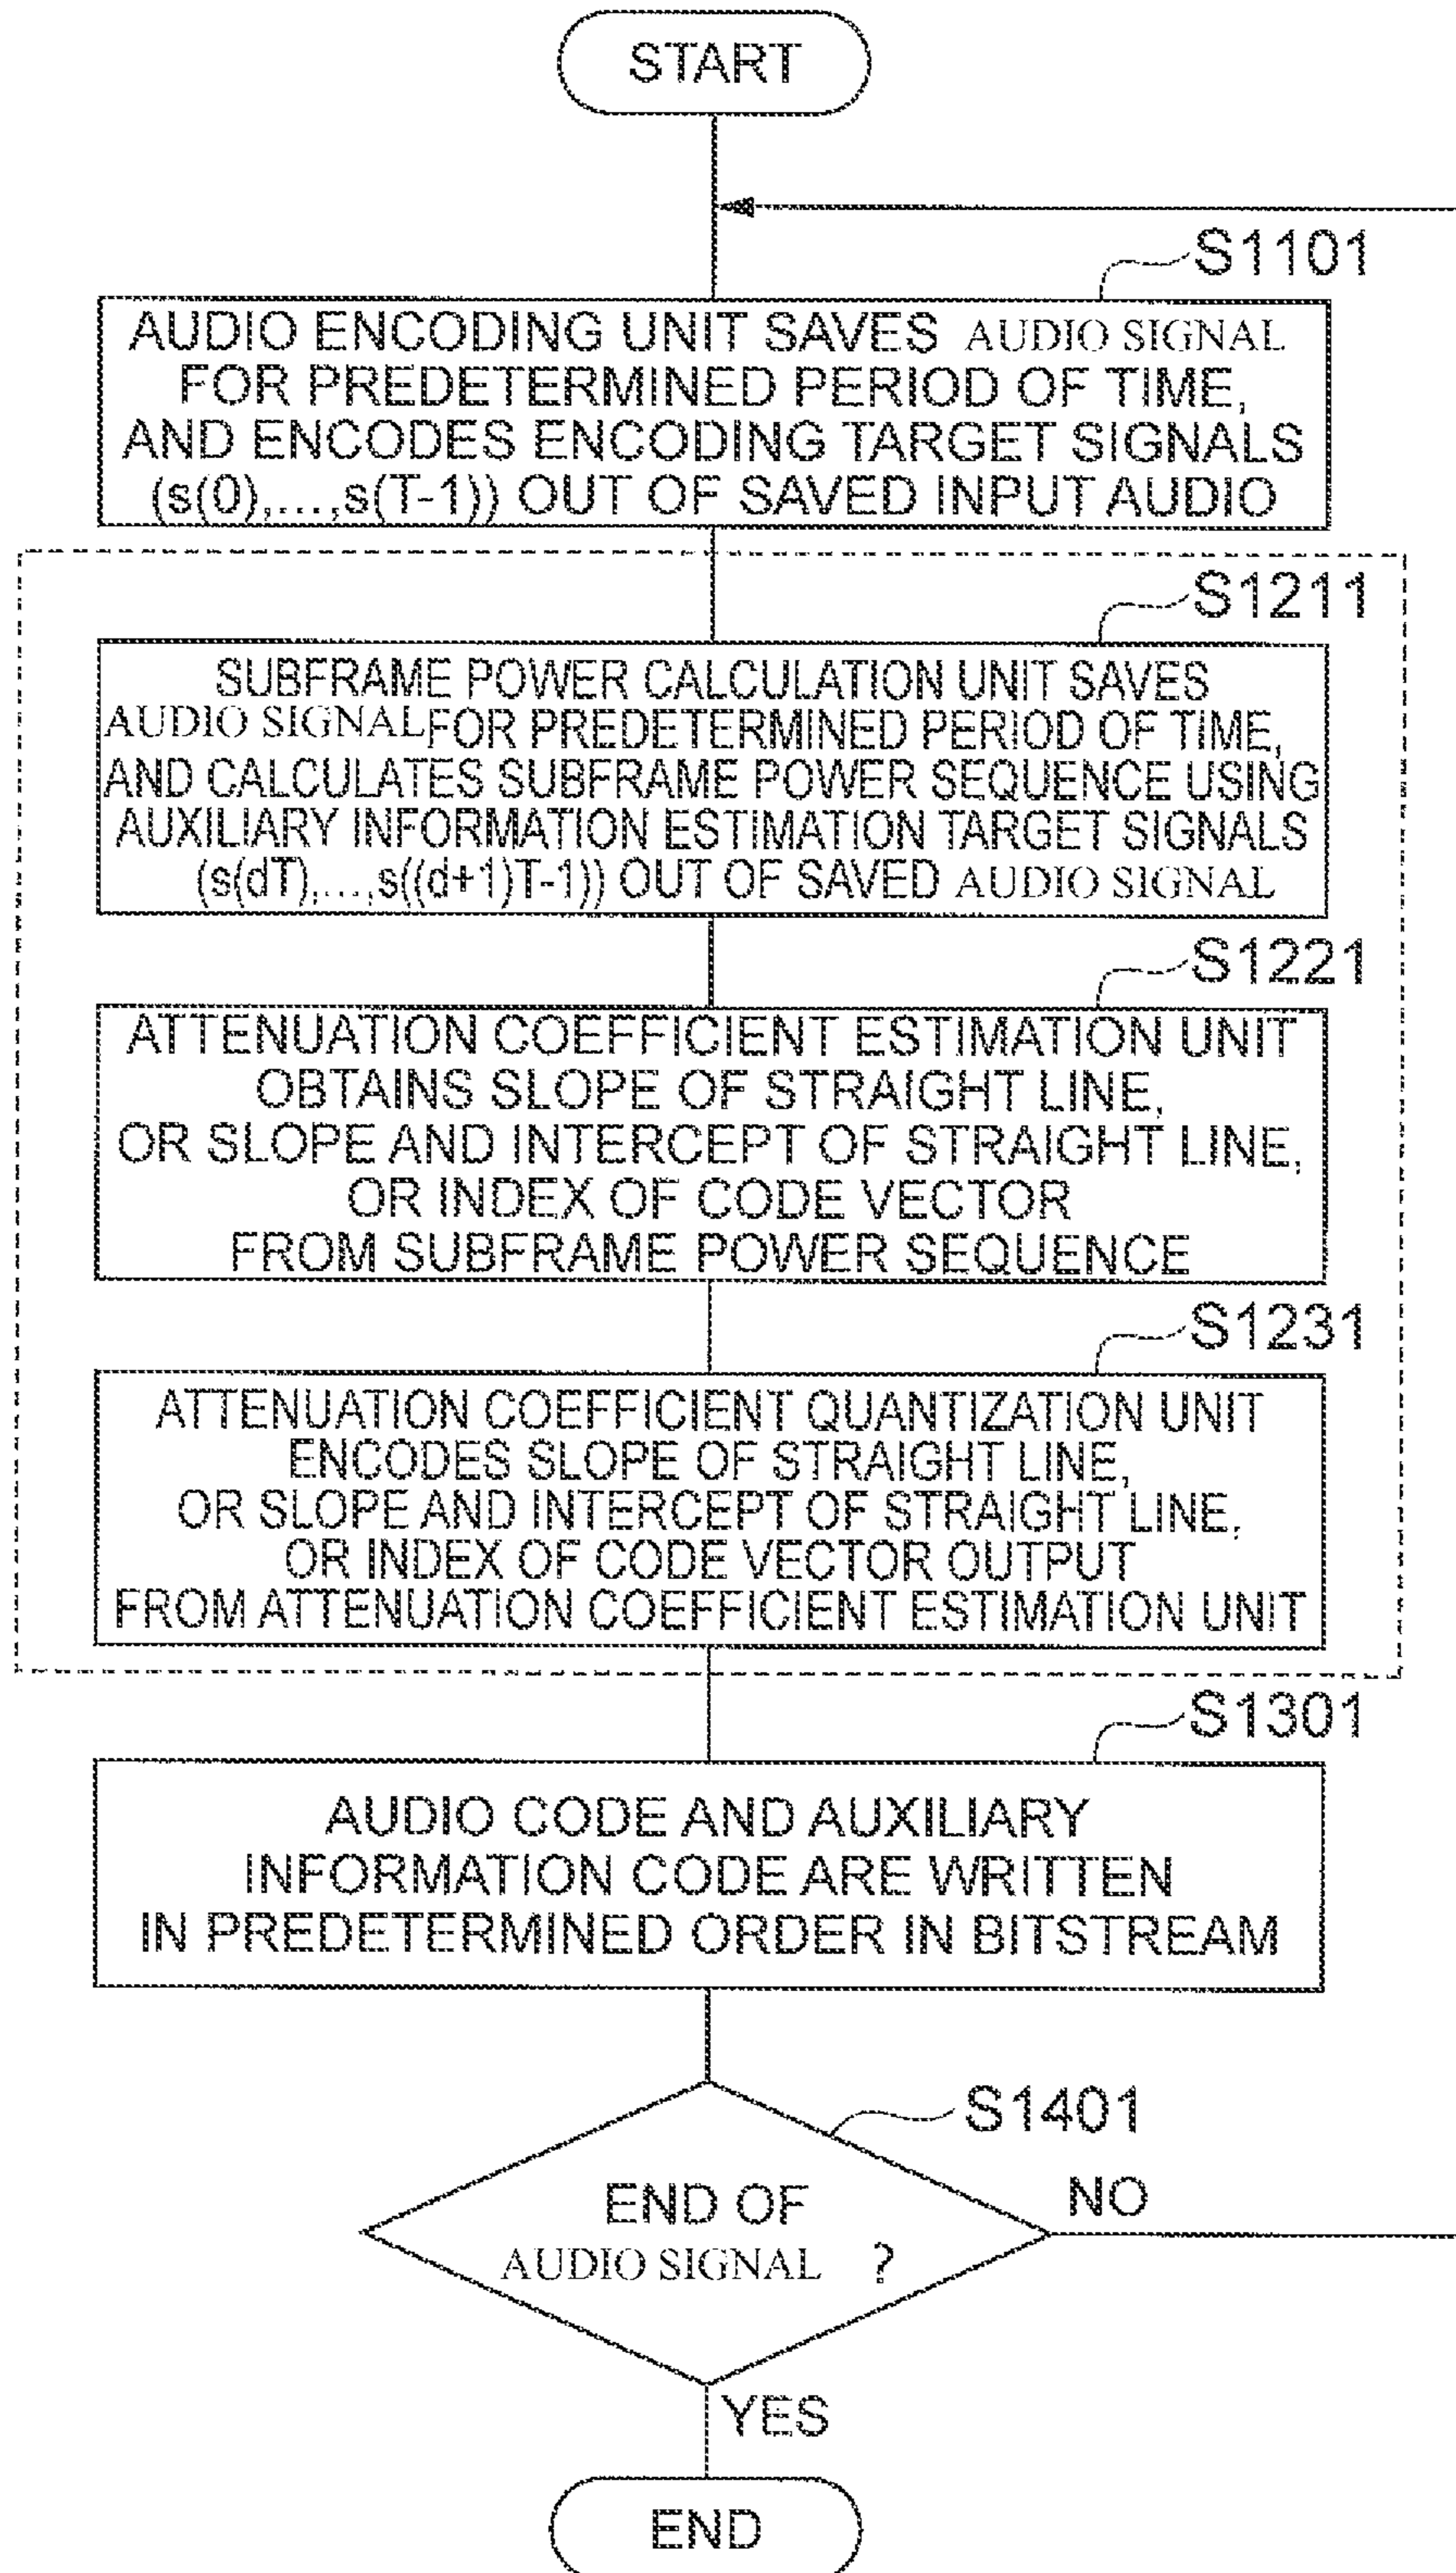 START
S1101
AUDIO ENCODING UNIT SAVES AUDIO SIGNAL
FOR PREDETERMINED PERIOD OF TIME,
AND ENCODES ENCODING TARGET SIGNALS
(s(0),...,s(T-1)) OUT OF SAVED INPUT AUDIO
S1211
SUBFRAME POWER CALCULATION UNIT SAVES
AUDIO SIGNAL FOR PREDETERMINED PERIOD OF TIME,
AND CALCULATES SUBFRAME POWER SEQUENCE USING
AUXILIARY INFORMATION ESTIMATION TARGET SIGNALS
(s(dT),...,s((d+1)T-1)) OUT OF SAVED AUDIO SIGNAL
S1221
ATTENUATION COEFFICIENT ESTIMATION UNIT
OBTAINS SLOPE OF STRAIGHT LINE,
OR SLOPE AND INTERCEPT OF STRAIGHT LINE,
OR INDEX OF CODE VECTOR
FROM SUBFRAME POWER SEQUENCE
S1231
ATTENUATION COEFFICIENT QUANTIZATION UNIT
ENCODES SLOPE OF STRAIGHT LINE,
OR SLOPE AND INTERCEPT OF STRAIGHT LINE,
OR INDEX OF CODE VECTOR OUTPUT
FROM ATTENUATION COEFFICIENT ESTIMATION UNIT
S1301
AUDIO CODE AND AUXILIARY
INFORMATION CODE ARE WRITTEN
IN PREDETERMINED ORDER IN BITSTREAM
S1401
END OF
AUDIO SIGNAL ?
NO
YES
END